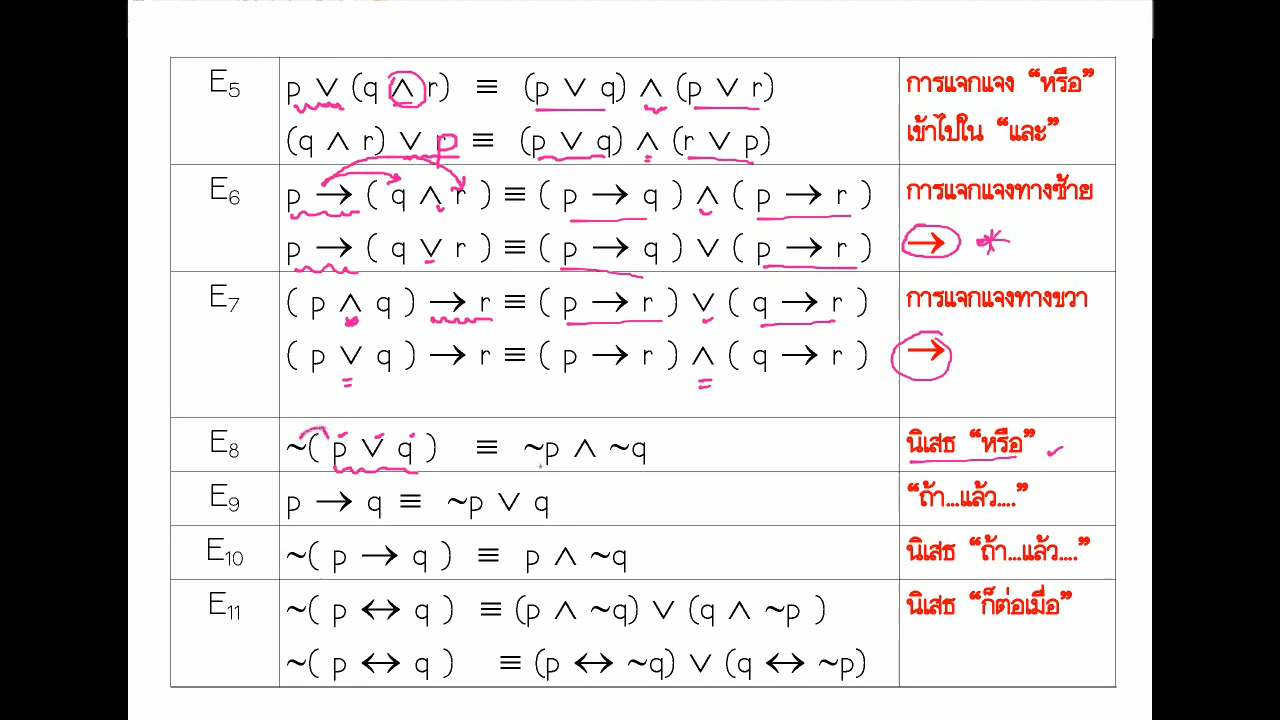 E5 p ∨ (q ∧ r) ≡ (p ∨ q) ∧ (p ∨ r) การแจกแจง “หรือ”
(q ∧ r) ∨ p ≡ (p ∨ q) ∧ (r ∨ p) เข้าไปใน “และ”
E6 p → ( q ∧ r ) ≡ ( p → q ) ∧ ( p → r ) การแจกแจงทางซ้าย
p → ( q ∨ r ) ≡ ( p → q ) ∨ ( p → r ) → *
E7 ( p ∧ q ) → r ≡ ( p → r ) ∨ ( q → r ) การแจกแจงทางขวา
( p ∨ q ) → r ≡ ( p → r ) ∧ ( q → r ) →
E8 ~( p ∨ q ) ≡ ~p ∧ ~q นิเสธ “หรือ” ✓
E9 p → q ≡ ~p ∨ q “ถ้า...แล้ว....”
E10 ~( p → q ) ≡ p ∧ ~q นิเสธ “ถ้า...แล้ว....”
E11 ~( p ↔ q ) ≡ (p ∧ ~q) ∨ (q ∧ ~p ) นิเสธ “ก็ต่อเมื่อ”
~( p ↔ q ) ≡ (p ↔ ~q) ∨ (q ↔ ~p)